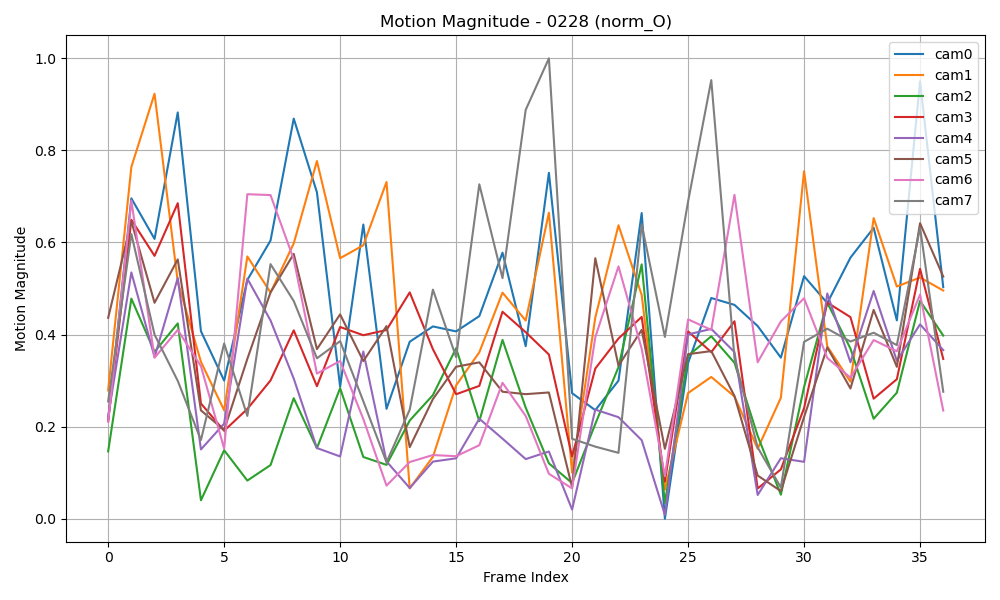 Motion Magnitude - 0228 (norm_O)
Motion Magnitude
1.0
0.8
0.6
0.4
0.2
0.0
cam0
cam1
cam2
cam3
cam4
cam5
cam6
cam7
0 5 10 15 20 25 30 35
Frame Index